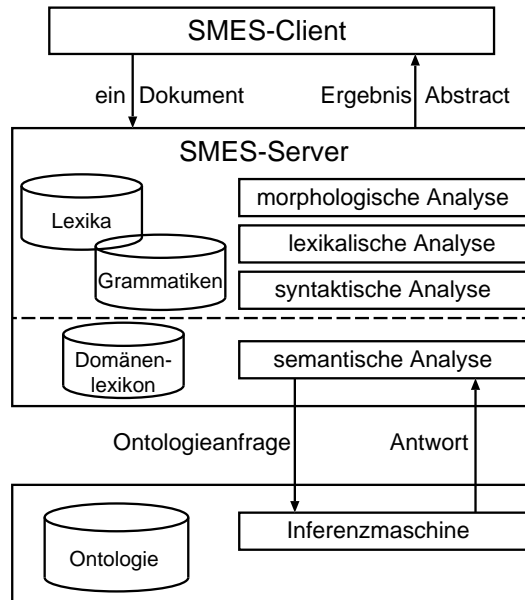 SMES-Client
ein Dokument
Ergebnis Abstract
SMES-Server
Lexika
Grammatiken
morphologische Analyse
lexikalische Analyse
syntaktische Analyse
Domänen-
lexikon
semantische Analyse
Ontologieanfrage
Antwort
Ontologie
Inferenzmaschine